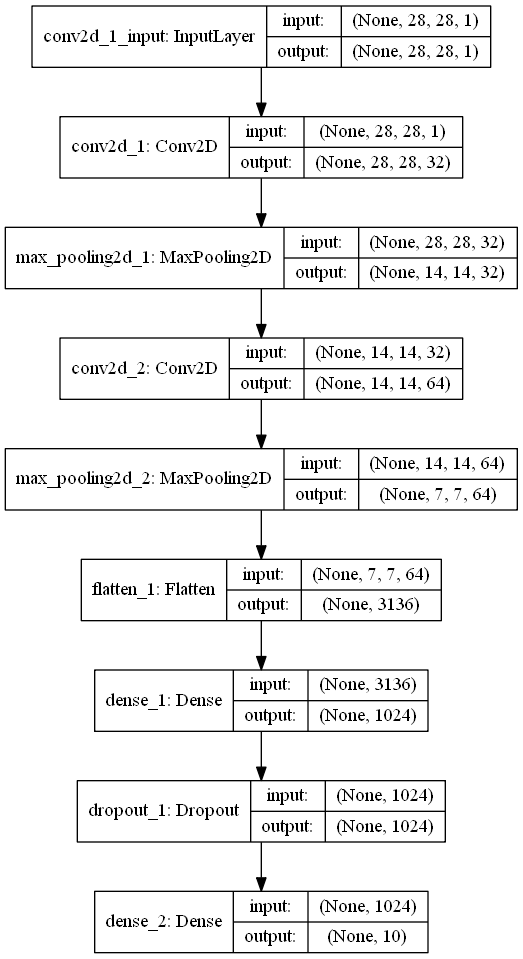 conv2d_1_input: InputLayer
input: (None, 28, 28, 1)
output: (None, 28, 28, 1)
conv2d_1: Conv2D
input: (None, 28, 28, 1)
output: (None, 28, 28, 32)
max_pooling2d_1: MaxPooling2D
input: (None, 28, 28, 32)
output: (None, 14, 14, 32)
conv2d_2: Conv2D
input: (None, 14, 14, 32)
output: (None, 14, 14, 64)
max_pooling2d_2: MaxPooling2D
input: (None, 14, 14, 64)
output: (None, 7, 7, 64)
flatten_1: Flatten
input: (None, 7, 7, 64)
output: (None, 3136)
dense_1: Dense
input: (None, 3136)
output: (None, 1024)
dropout_1: Dropout
input: (None, 1024)
output: (None, 1024)
dense_2: Dense
input: (None, 1024)
output: (None, 10)